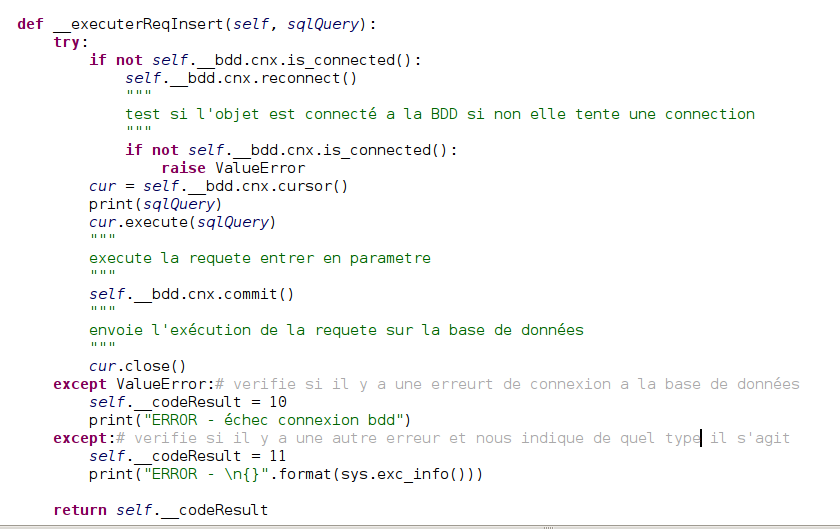 def __executerReqInsert(self, sqlQuery):
    try:
        if not self.__bdd.cnx.is_connected():
            self.__bdd.cnx.reconnect()
            """
            test si l'objet est connecté a la BDD si non elle tente une connection
            """
            if not self.__bdd.cnx.is_connected():
                raise ValueError
        cur = self.__bdd.cnx.cursor()
        print(sqlQuery)
        cur.execute(sqlQuery)
        """
        execute la requete entrer en parametre
        """
        self.__bdd.cnx.commit()
        """
        envoie l'exécution de la requete sur la base de données
        """
        cur.close()
    except ValueError:# verifie si il y a une erreurt de connexion a la base de données
        self.__codeResult = 10
        print("ERROR - échec connexion bdd")
    except:# verifie si il y a une autre erreur et nous indique de quel type il s'agit
        self.__codeResult = 11
        print("ERROR - \n{}".format(sys.exc_info()))
    return self.__codeResult